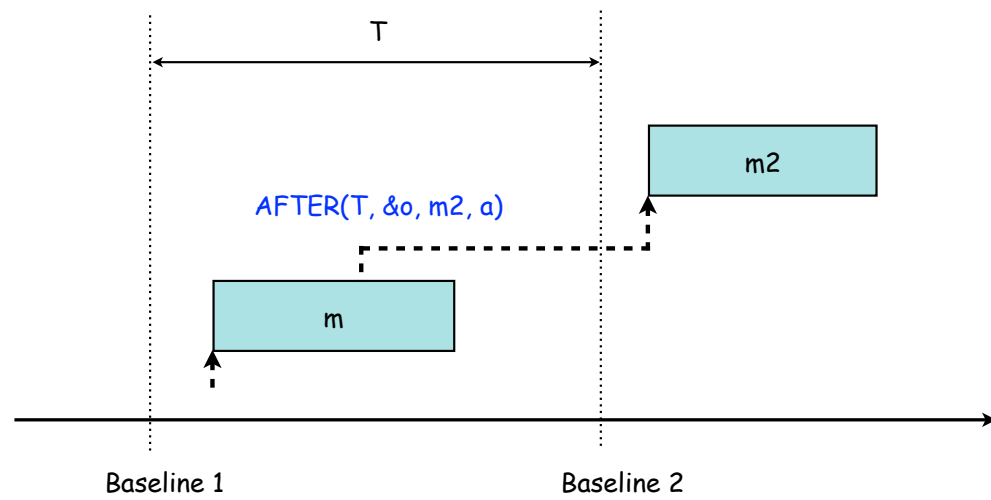 T
m2
AFTER(T, &o, m2, a)
m
Baseline 1
Baseline 2